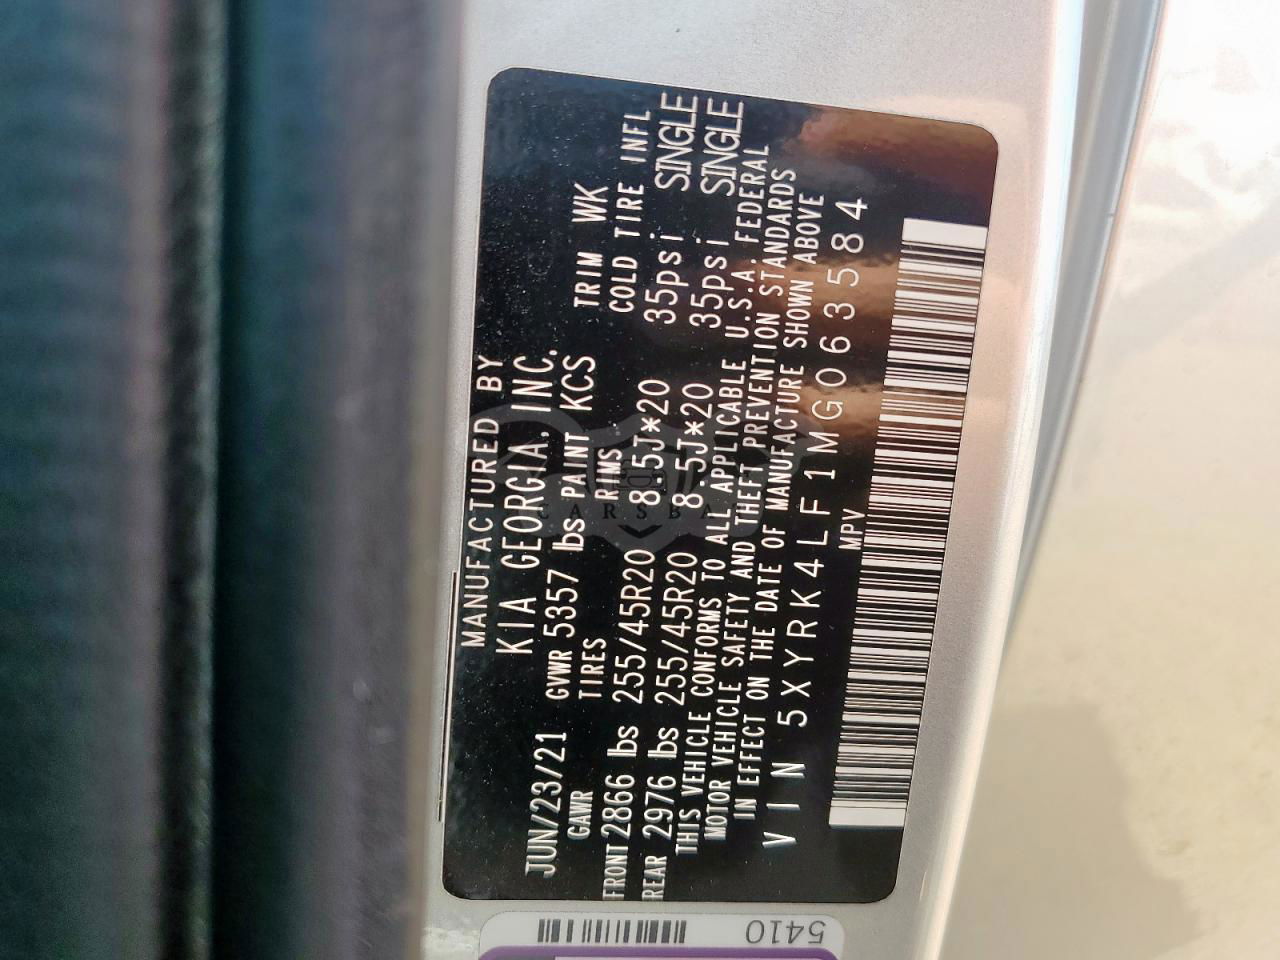 MANUFACTURED BY
KIA GEORGIA, INC.
JUN/23/21 GVWR 5357 lbs PAINT KCS TRIM WK
GAWR TIRES RIMS COLD TIRE INFL
FRONT 2866 lbs 255/45R20 8.5J*20 35psi SINGLE
REAR 2976 lbs 255/45R20 8.5J*20 35psi SINGLE
THIS VEHICLE CONFORMS TO ALL APPLICABLE U.S.A. FEDERAL
MOTOR VEHICLE SAFETY AND THEFT PREVENTION STANDARDS
IN EFFECT ON THE DATE OF MANUFACTURE SHOWN ABOVE
VIN 5XYRK4LF1MG063584
MPV
5410
CARSBA